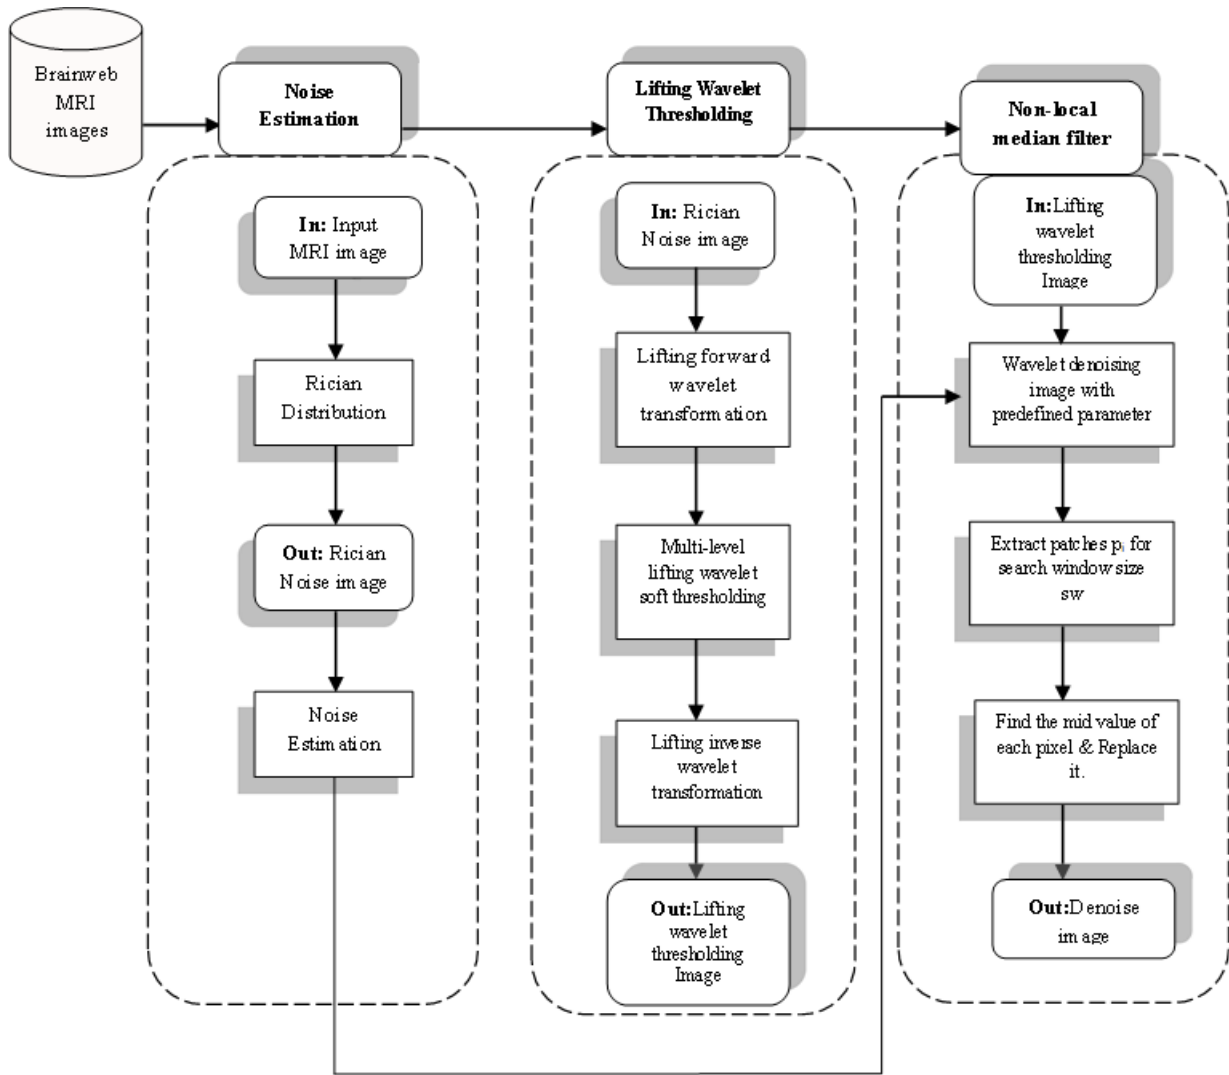 Brainweb
MRI
images
Noise
Estimation
Lifting Wavelet
Thresholding
Non-local
median filter
In: Input
MRI image
Rician
Distribution
Out: Rician
Noise image
Noise
Estimation
In: Rician
Noise image
Lifting forward
wavelet
transformation
Multi-level
lifting wavelet
soft thresholding
Lifting inverse
wavelet
transformation
Out:Lifting
wavelet
thresholding
Image
In:Lifting
wavelet
thresholding
Image
Wavelet denoising
image with
predefined parameter
Extract patches pᵢ for
search window size
sw
Find the mid value of
each pixel & Replace
it.
Out:Denoise
image